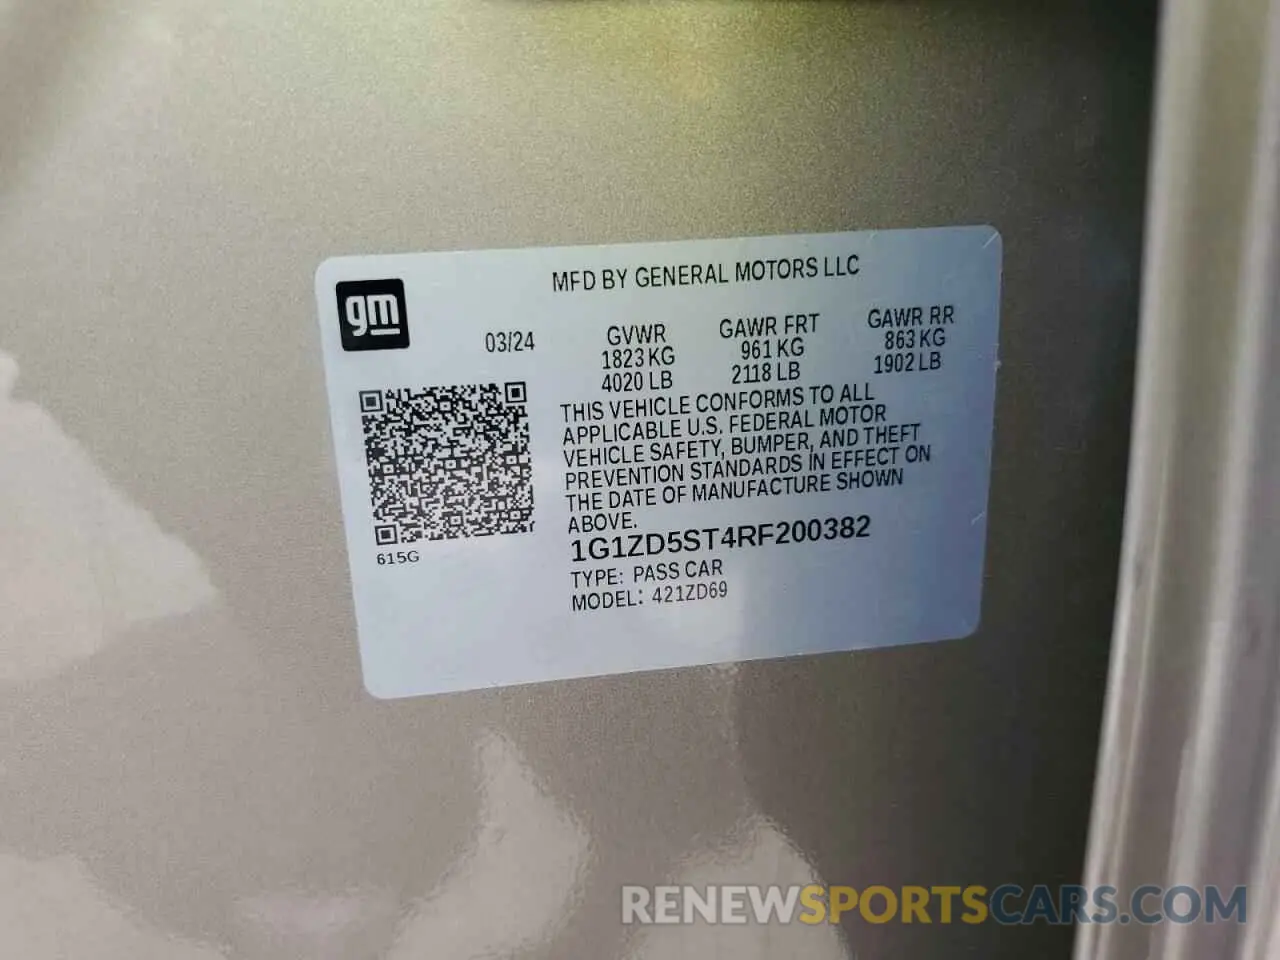 MFD BY GENERAL MOTORS LLC
gm
03/24
GVWR
1823 KG
4020 LB
GAWR FRT
961 KG
2118 LB
GAWR RR
863 KG
1902 LB
THIS VEHICLE CONFORMS TO ALL
APPLICABLE U.S. FEDERAL MOTOR
VEHICLE SAFETY, BUMPER, AND THEFT
PREVENTION STANDARDS IN EFFECT ON
THE DATE OF MANUFACTURE SHOWN
ABOVE.
1G1ZD5ST4RF200382
615G
TYPE: PASS CAR
MODEL: 421ZD69
RENEWSPORTSCARS.COM